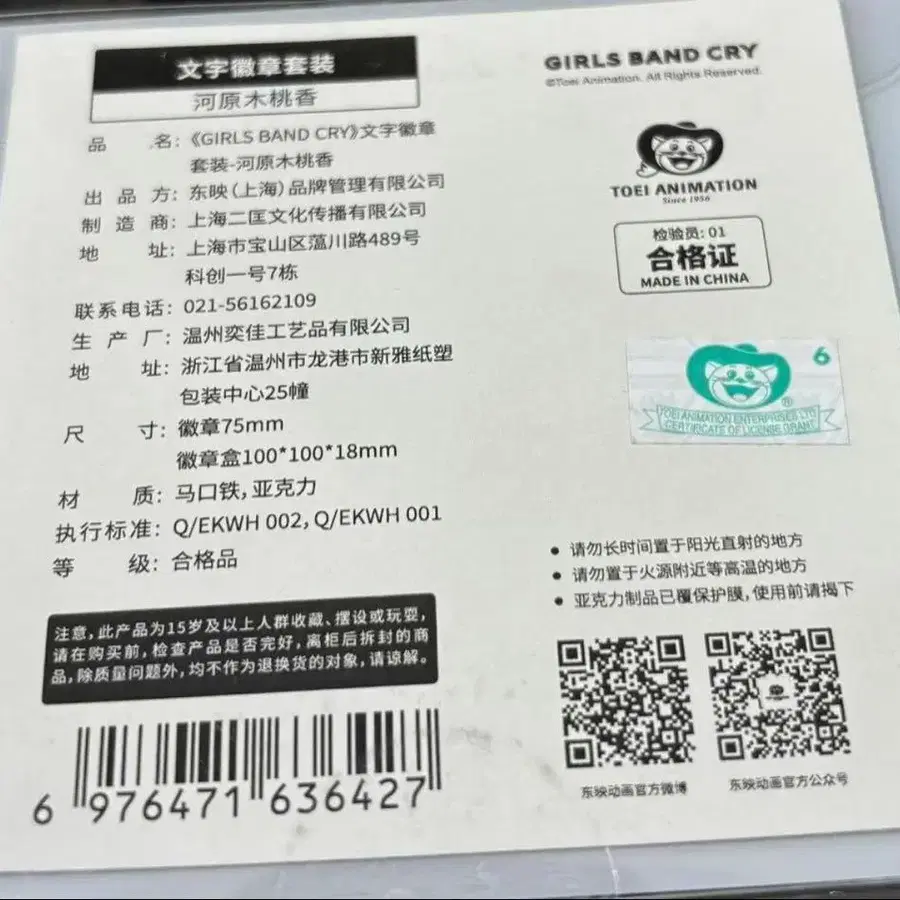 文字徽章套装
河原木桃香
品 名：《GIRLS BAND CRY》文字徽章
套装-河原木桃香
出 品 方：东映（上海）品牌管理有限公司
制 造 商：上海二匡文化传播有限公司
地 址：上海市宝山区蕰川路489号
科创一号7栋
联系电话：021-56162109
生 产 厂：温州奕佳工艺品有限公司
地 址：浙江省温州市龙港市新雅纸塑
包装中心25幢
尺 寸：徽章75mm
徽章盒100*100*18mm
材 质：马口铁，亚克力
执行标准：Q/EKWH 002，Q/EKWH 001
等 级：合格品
注意，此产品为15岁及以上人群收藏、摆设或玩耍，
请在购买前，检查产品是否完好，离柜后拆封的商
品，除质量问题外，均不作为退换货的对象，请谅解。
6 976471 636427
GIRLS BAND CRY
©Toei Animation. All Rights Reserved.
TOEI ANIMATION
Since 1956
检验员：01
合格证
MADE IN CHINA
6
®
TOEI ANIMATION ENTERPRISES LTD
CERTIFICATE OF LICENSE GRANT
• 请勿长时间置于阳光直射的地方
• 请勿置于火源附近等高温的地方
• 亚克力制品已覆保护膜，使用前请揭下
东映动画官方微博
东映动画官方公众号